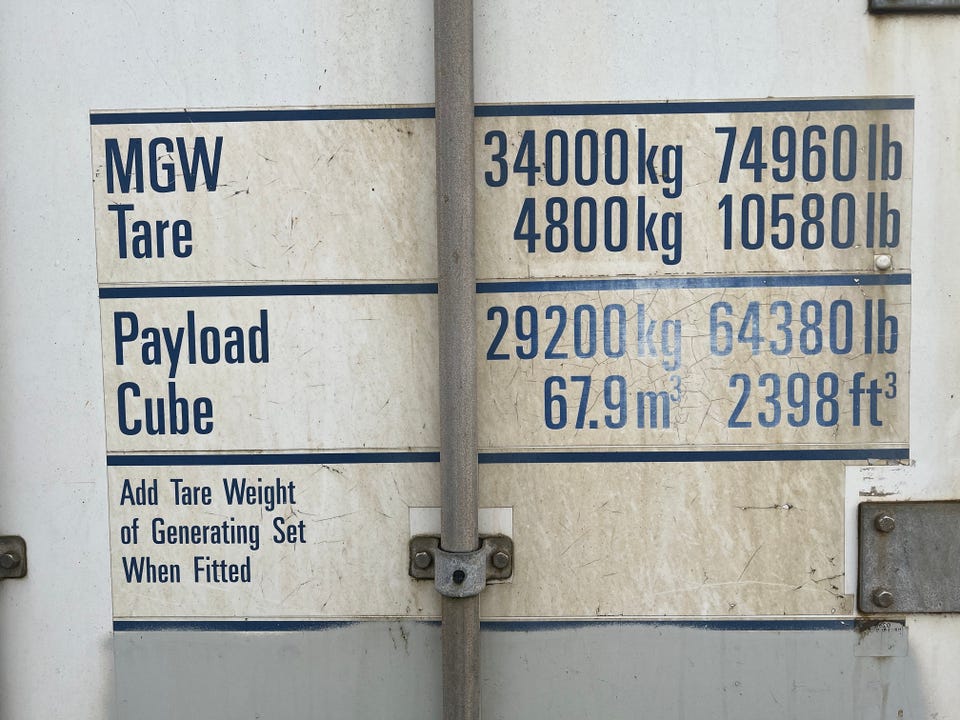 MGW 34000kg 74960lb
Tare 4800kg 10580lb
Payload 29200kg 64380lb
Cube 67.9m³ 2398ft³
Add Tare Weight
of Generating Set
When Fitted